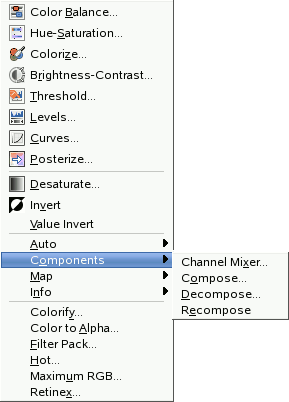 Color Balance...
Hue-Saturation...
Colorize...
Brightness-Contrast...
Threshold...
Levels...
Curves...
Posterize...
Desaturate...
Invert
Value Invert
Auto
Components
Map
Info
Colorify...
Color to Alpha...
Filter Pack...
Hot...
Maximum RGB...
Retinex...
Channel Mixer...
Compose...
Decompose...
Recompose